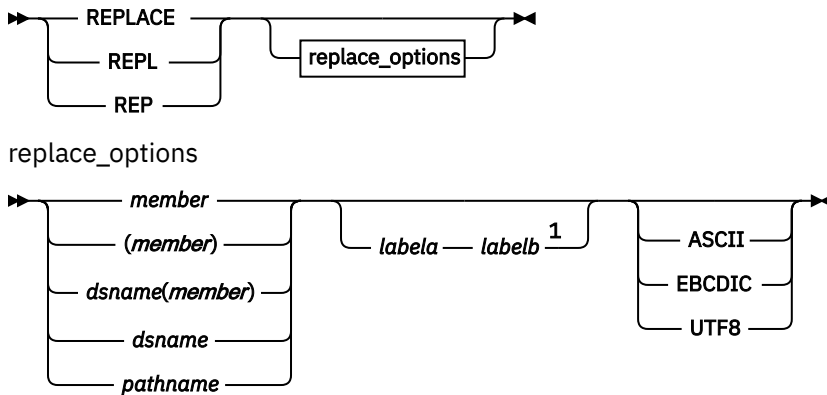 REPLACE
REPL
REP
replace_options
replace_options
member
(member)
dsname(member)
dsname
pathname
labela labelb 1
ASCII
EBCDIC
UTF8